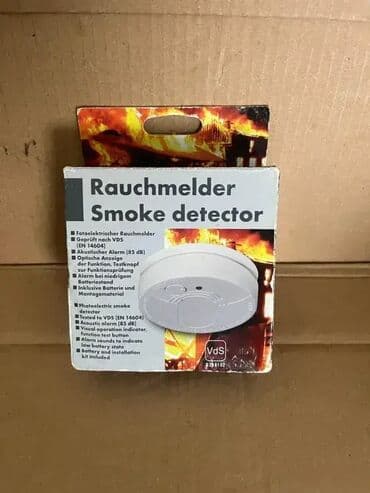 Rauchmelder
Smoke detector
Fotoelektrischer Rauchmelder
Geprüft nach VDS
(EN 14604)
Akustischer Alarm (85 dB)
Optische Anzeige
der Funktion, Testknopf
zur Funktionsprüfung
Alarm bei niedrigem
Batteriestand
Inklusive Batterie und
Montagematerial
Photoelectric smoke
detector
Tested to VDS (EN 14604)
Acoustic alarm (85 dB)
Visual operation indicator,
function test button
Alarm sounds to indicate
low battery state
Battery and installation
kit included
VdS